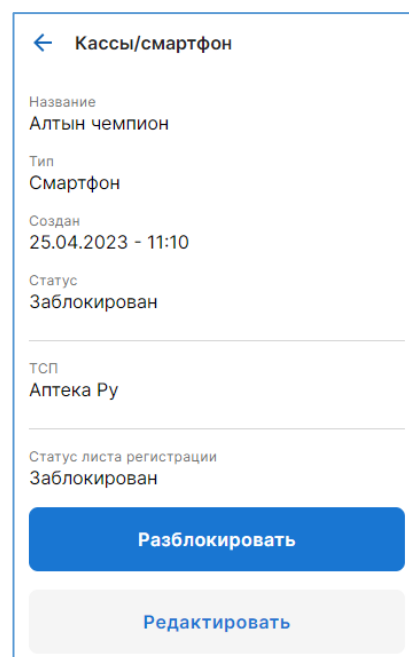 Кассы/смартфон
Название
Алтын чемпион
Тип
Смартфон
Создан
25.04.2023 - 11:10
Статус
Заблокирован
ТСП
Аптека Ру
Статус листа регистрации
Заблокирован
Разблокировать
Редактировать